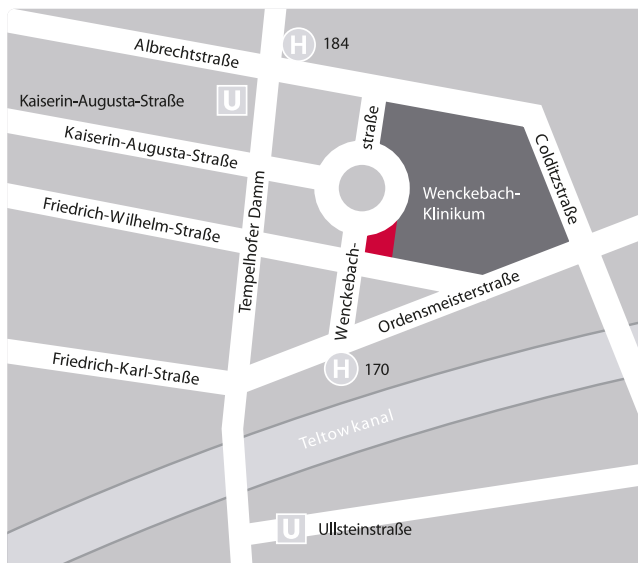 Albrechtstraße
H 184
Kaiserin-Augusta-Straße U
Kaiserin-Augusta-Straße
straße
Colditzstraße
Wenckebach-
Klinikum
Friedrich-Wilhelm-Straße
Tempelhofer Damm
Wenckebach-
Ordensmeisterstraße
Friedrich-Karl-Straße
H 170
Teltowkanal
U Ullsteinstraße